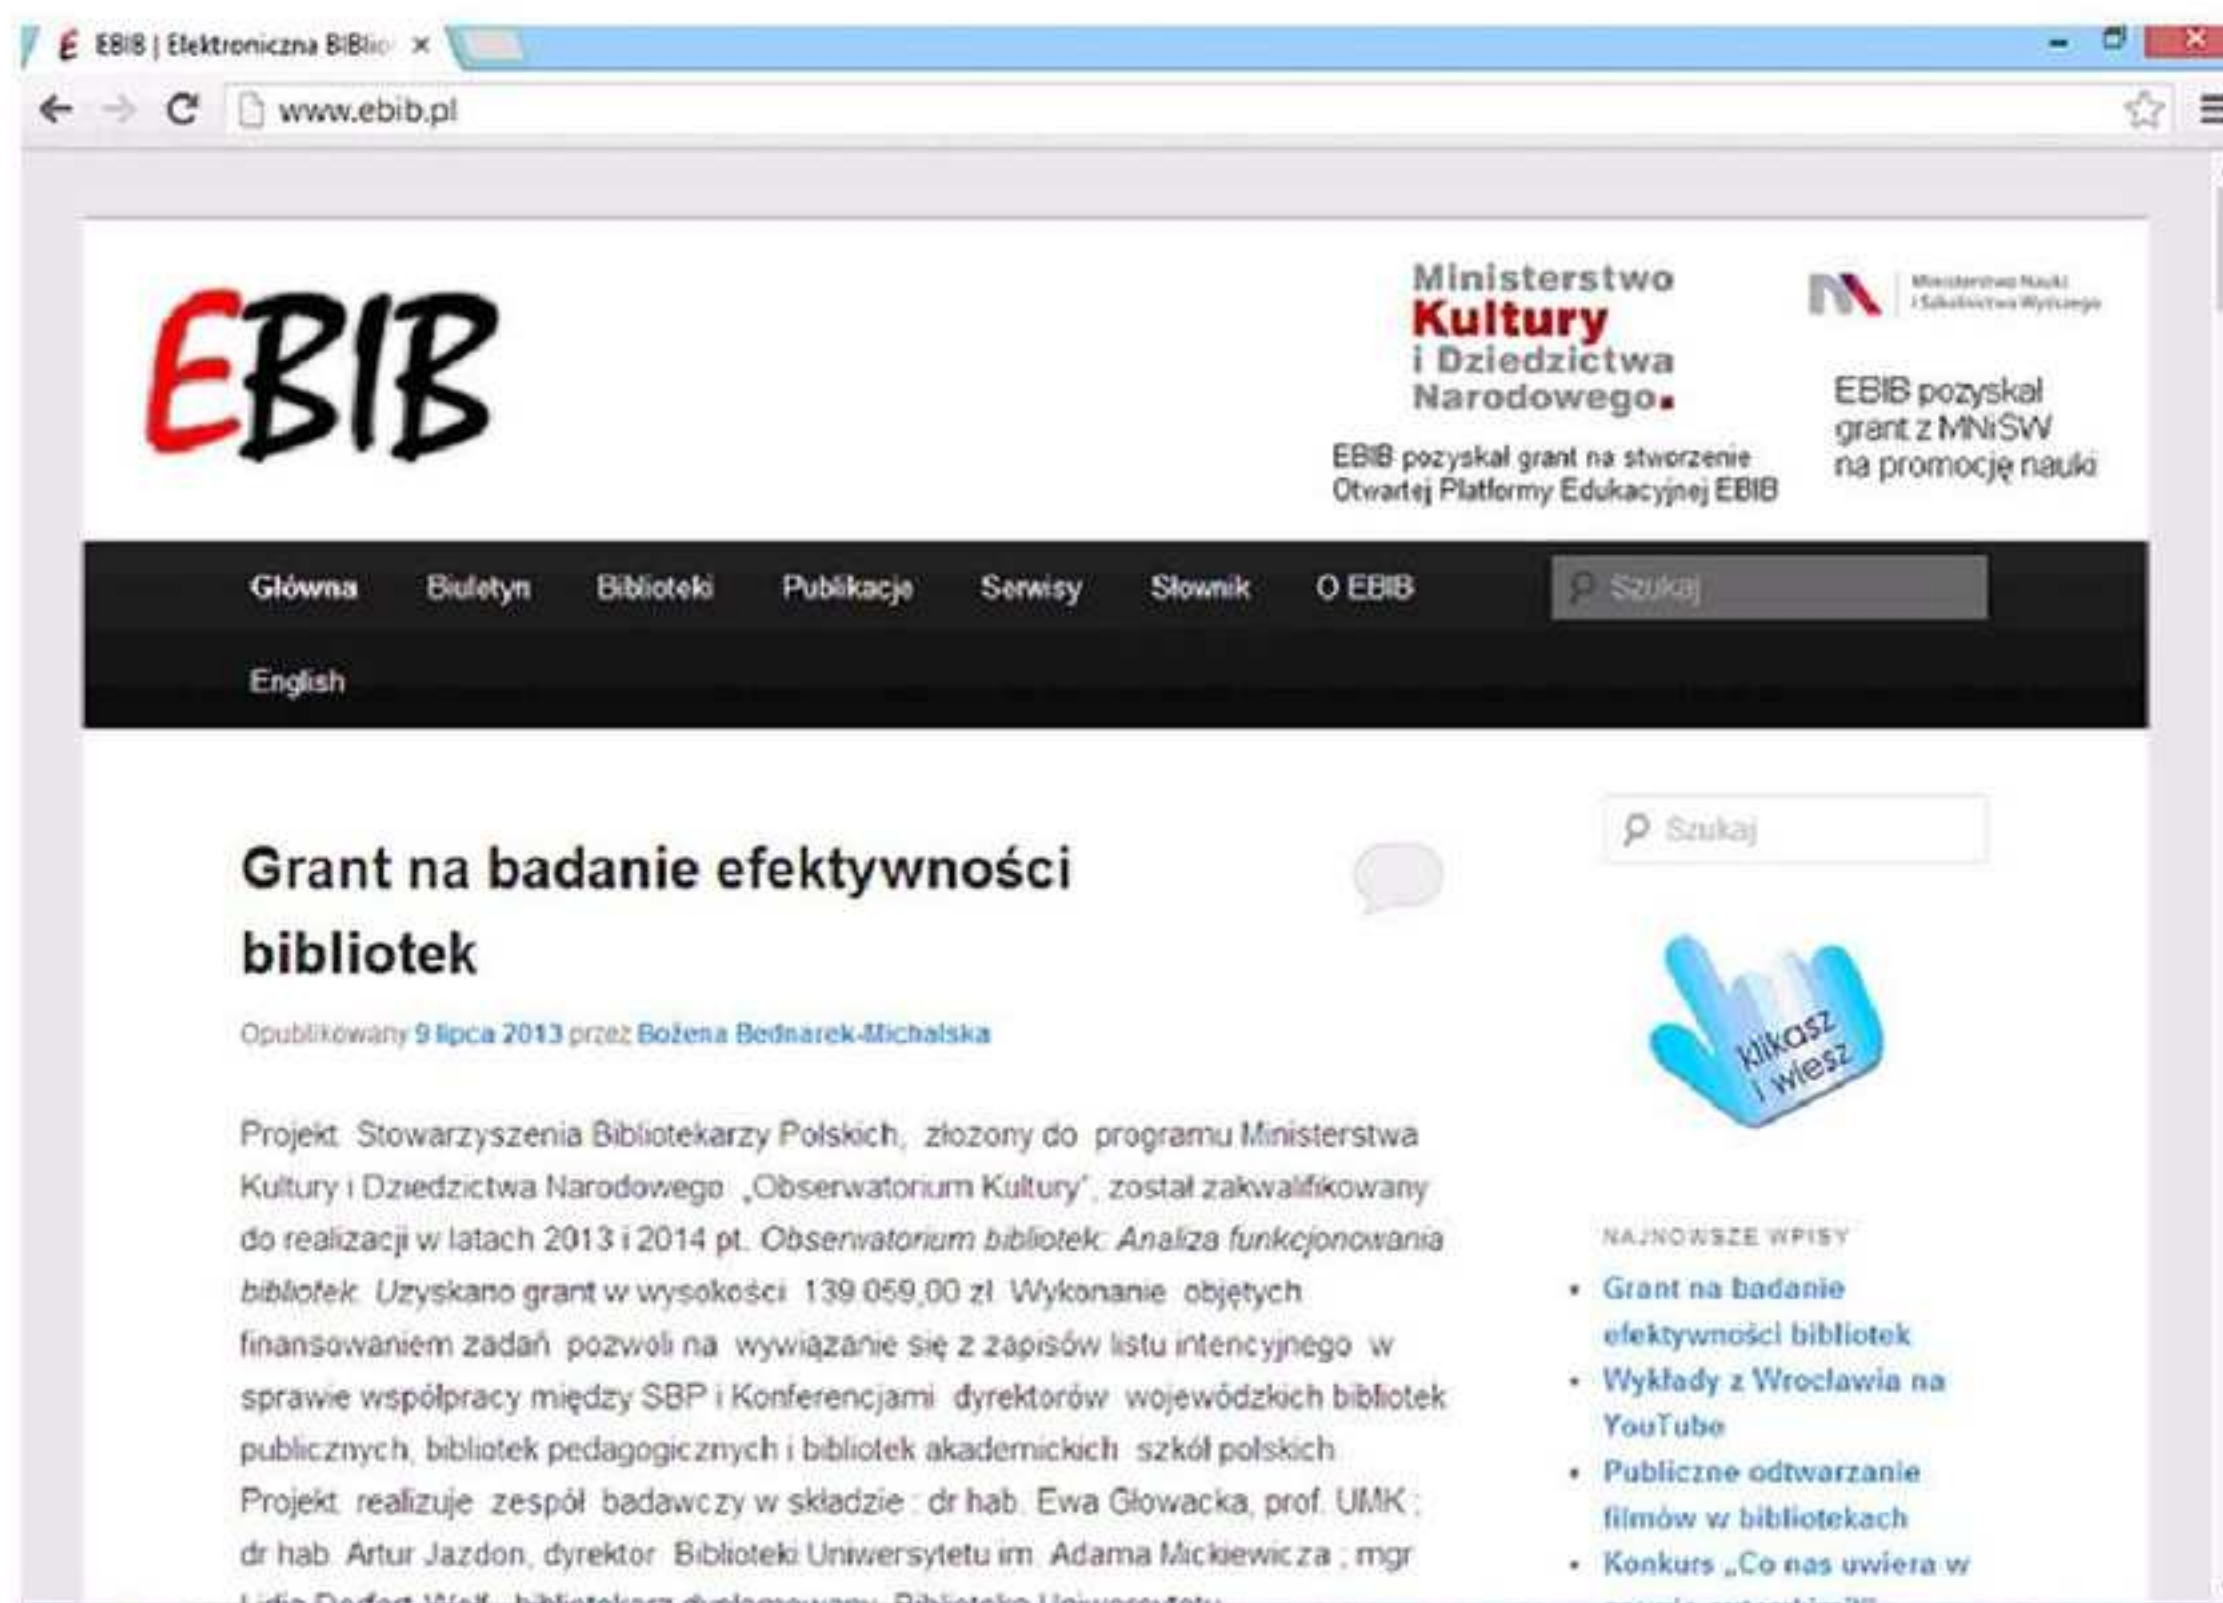 EBIB | Elektroniczna BIBlio
www.ebib.pl
EBIB
Ministerstwo
Kultury
i Dziedzictwa
Narodowego.
EBIB pozyskał grant na stworzenie
Otwartej Platformy Edukacyjnej EBIB
Ministerstwo Nauki
i Szkolnictwa Wyższego
EBIB pozyskał
grant z MNiSW
na promocję nauki
Główna Biuletyn Biblioteki Publikacje Serwisy Słownik O EBIB Szukaj
English
Grant na badanie efektywności
bibliotek
Opublikowany 9 lipca 2013 przez Bożena Bednarek-Michalska
Projekt Stowarzyszenia Bibliotekarzy Polskich, złożony do programu Ministerstwa
Kultury i Dziedzictwa Narodowego „Obserwatorium Kultury", został zakwalifikowany
do realizacji w latach 2013 i 2014 pt. Obserwatorium bibliotek: Analiza funkcjonowania
bibliotek. Uzyskano grant w wysokości 139 059,00 zł. Wykonanie objętych
finansowaniem zadań pozwoli na wywiązanie się z zapisów listu intencyjnego w
sprawie współpracy między SBP i Konferencjami dyrektorów wojewódzkich bibliotek
publicznych, bibliotek pedagogicznych i bibliotek akademickich szkół polskich
Projekt realizuje zespół badawczy w składzie : dr hab. Ewa Głowacka, prof. UMK ;
dr hab. Artur Jazdon, dyrektor Biblioteki Uniwersytetu im. Adama Mickiewicza ; mgr
Szukaj
klikasz
i wiesz
NAJNOWSZE WPISY
• Grant na badanie
efektywności bibliotek
• Wykłady z Wrocławia na
YouTube
• Publiczne odtwarzanie
filmów w bibliotekach
• Konkurs „Co nas uwiera w